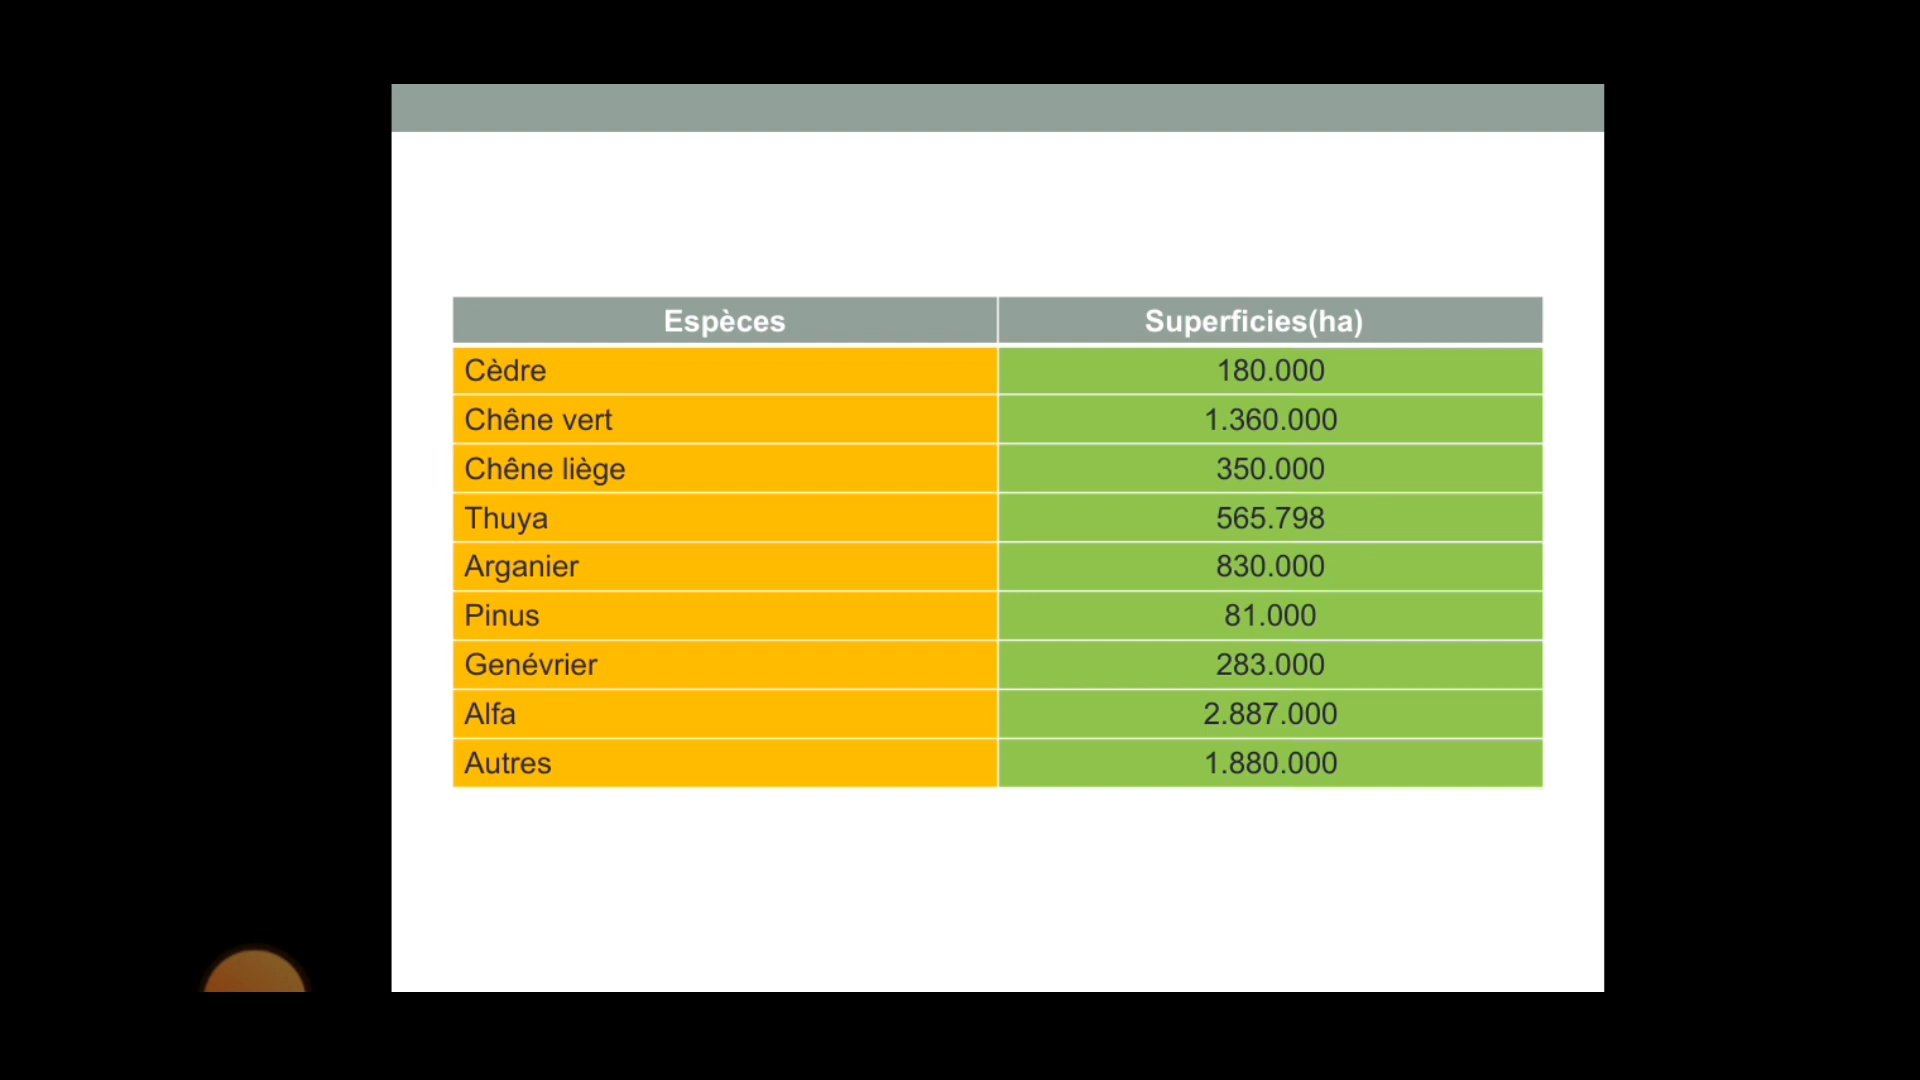 Espèces Superficies(ha)
Cèdre 180.000
Chêne vert 1.360.000
Chêne liège 350.000
Thuya 565.798
Arganier 830.000
Pinus 81.000
Genévrier 283.000
Alfa 2.887.000
Autres 1.880.000